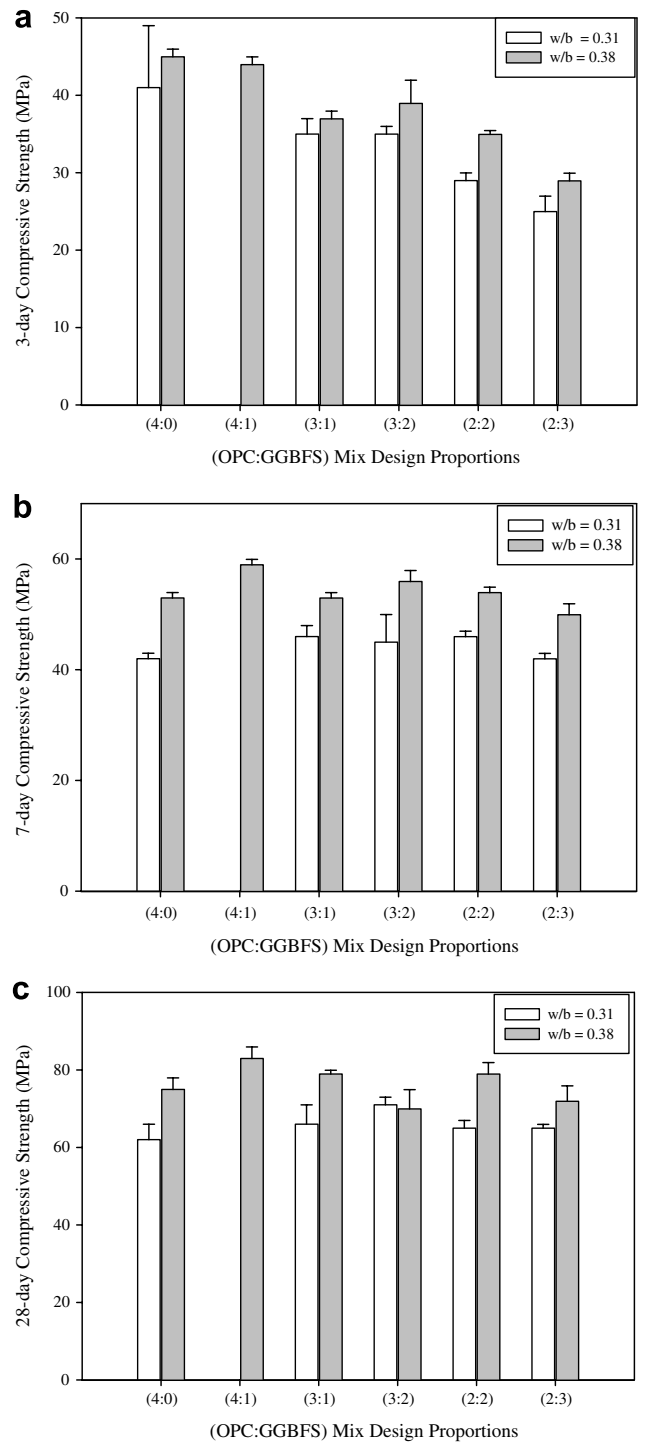 a
50
40
30
20
10
0
3-day Compressive Strength (MPa)
w/b = 0.31
w/b = 0.38
(4:0) (4:1) (3:1) (3:2) (2:2) (2:3)
(OPC:GGBFS) Mix Design Proportions
b
60
40
20
0
7-day Compressive Strength (MPa)
w/b = 0.31
w/b = 0.38
(4:0) (4:1) (3:1) (3:2) (2:2) (2:3)
(OPC:GGBFS) Mix Design Proportions
c
100
80
60
40
20
0
28-day Compressive Strength (MPa)
w/b = 0.31
w/b = 0.38
(4:0) (4:1) (3:1) (3:2) (2:2) (2:3)
(OPC:GGBFS) Mix Design Proportions